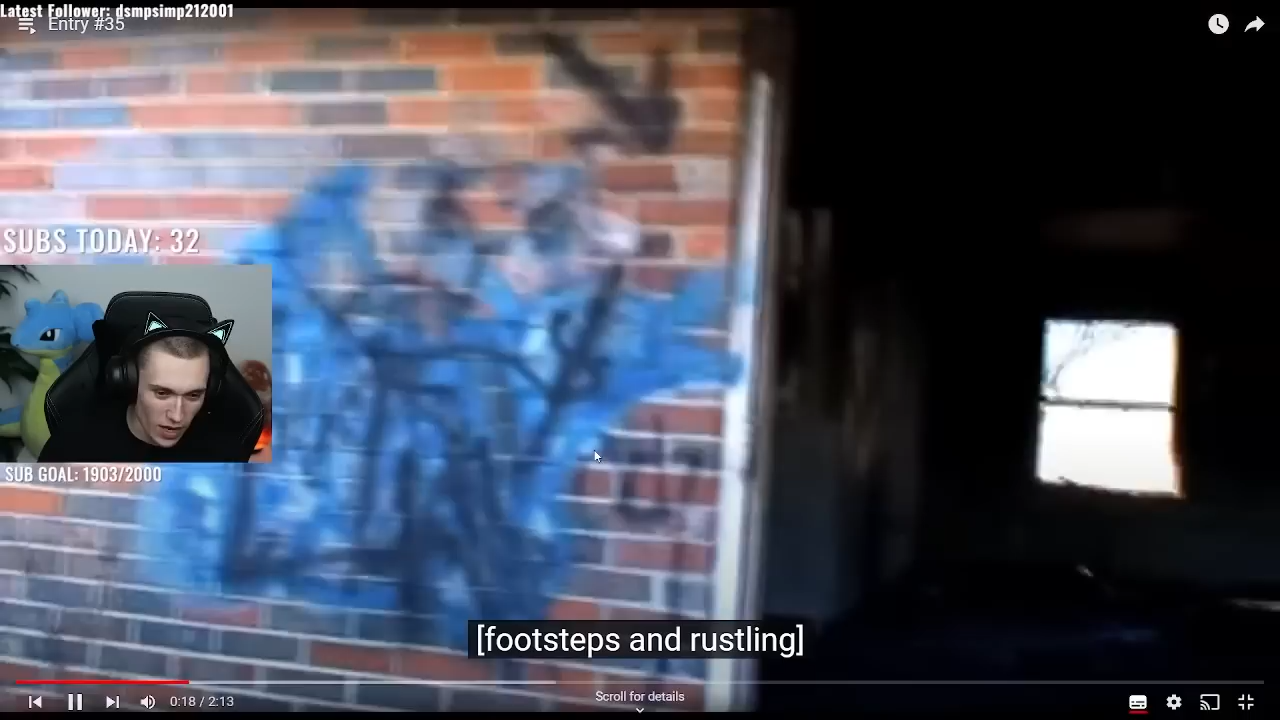 Latest Follower: dsmpsimp212001
Entry #35
SUBS TODAY: 32
SUB GOAL: 1903/2000
[footsteps and rustling]
Scroll for details
0:18 / 2:13